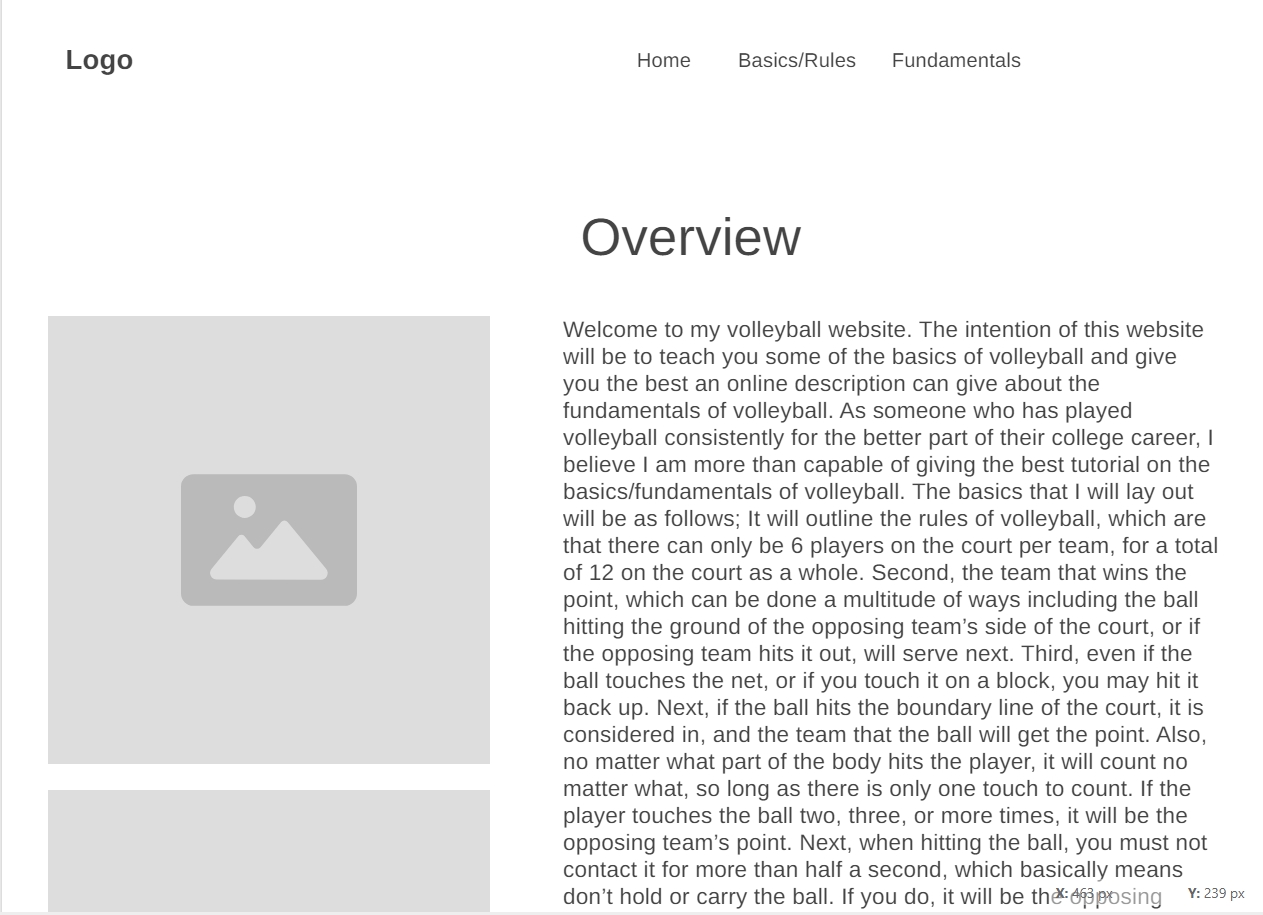 Logo
Home Basics/Rules Fundamentals
Overview
Welcome to my volleyball website. The intention of this website
will be to teach you some of the basics of volleyball and give
you the best an online description can give about the
fundamentals of volleyball. As someone who has played
volleyball consistently for the better part of their college career, I
believe I am more than capable of giving the best tutorial on the
basics/fundamentals of volleyball. The basics that I will lay out
will be as follows; It will outline the rules of volleyball, which are
that there can only be 6 players on the court per team, for a total
of 12 on the court as a whole. Second, the team that wins the
point, which can be done a multitude of ways including the ball
hitting the ground of the opposing team’s side of the court, or if
the opposing team hits it out, will serve next. Third, even if the
ball touches the net, or if you touch it on a block, you may hit it
back up. Next, if the ball hits the boundary line of the court, it is
considered in, and the team that the ball will get the point. Also,
no matter what part of the body hits the player, it will count no
matter what, so long as there is only one touch to count. If the
player touches the ball two, three, or more times, it will be the
opposing team’s point. Next, when hitting the ball, you must not
contact it for more than half a second, which basically means
don’t hold or carry the ball. If you do, it will be the opposing
X: 463 px Y: 239 px